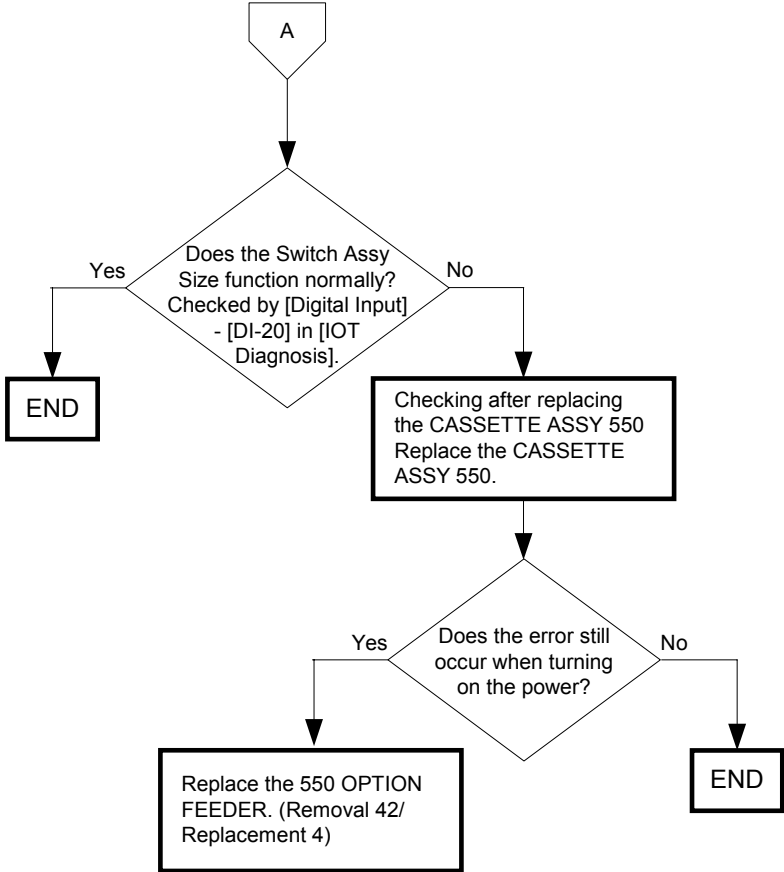 A
Does the Switch Assy
Size function normally?
Checked by [Digital Input]
- [DI-20] in [IOT
Diagnosis].
Yes
No
END
Checking after replacing
the CASSETTE ASSY 550
Replace the CASSETTE
ASSY 550.
Does the error still
occur when turning
on the power?
Yes
No
Replace the 550 OPTION
FEEDER. (Removal 42/
Replacement 4)
END